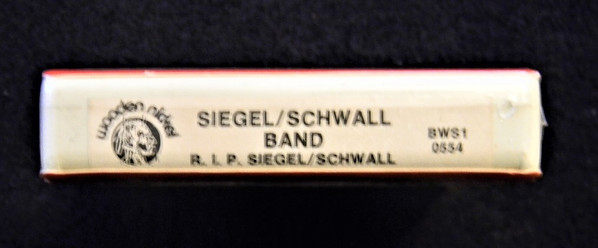 wooden nickel
SIEGEL/SCHWALL
BAND
R. I. P. SIEGEL/SCHWALL
BWS1
0554